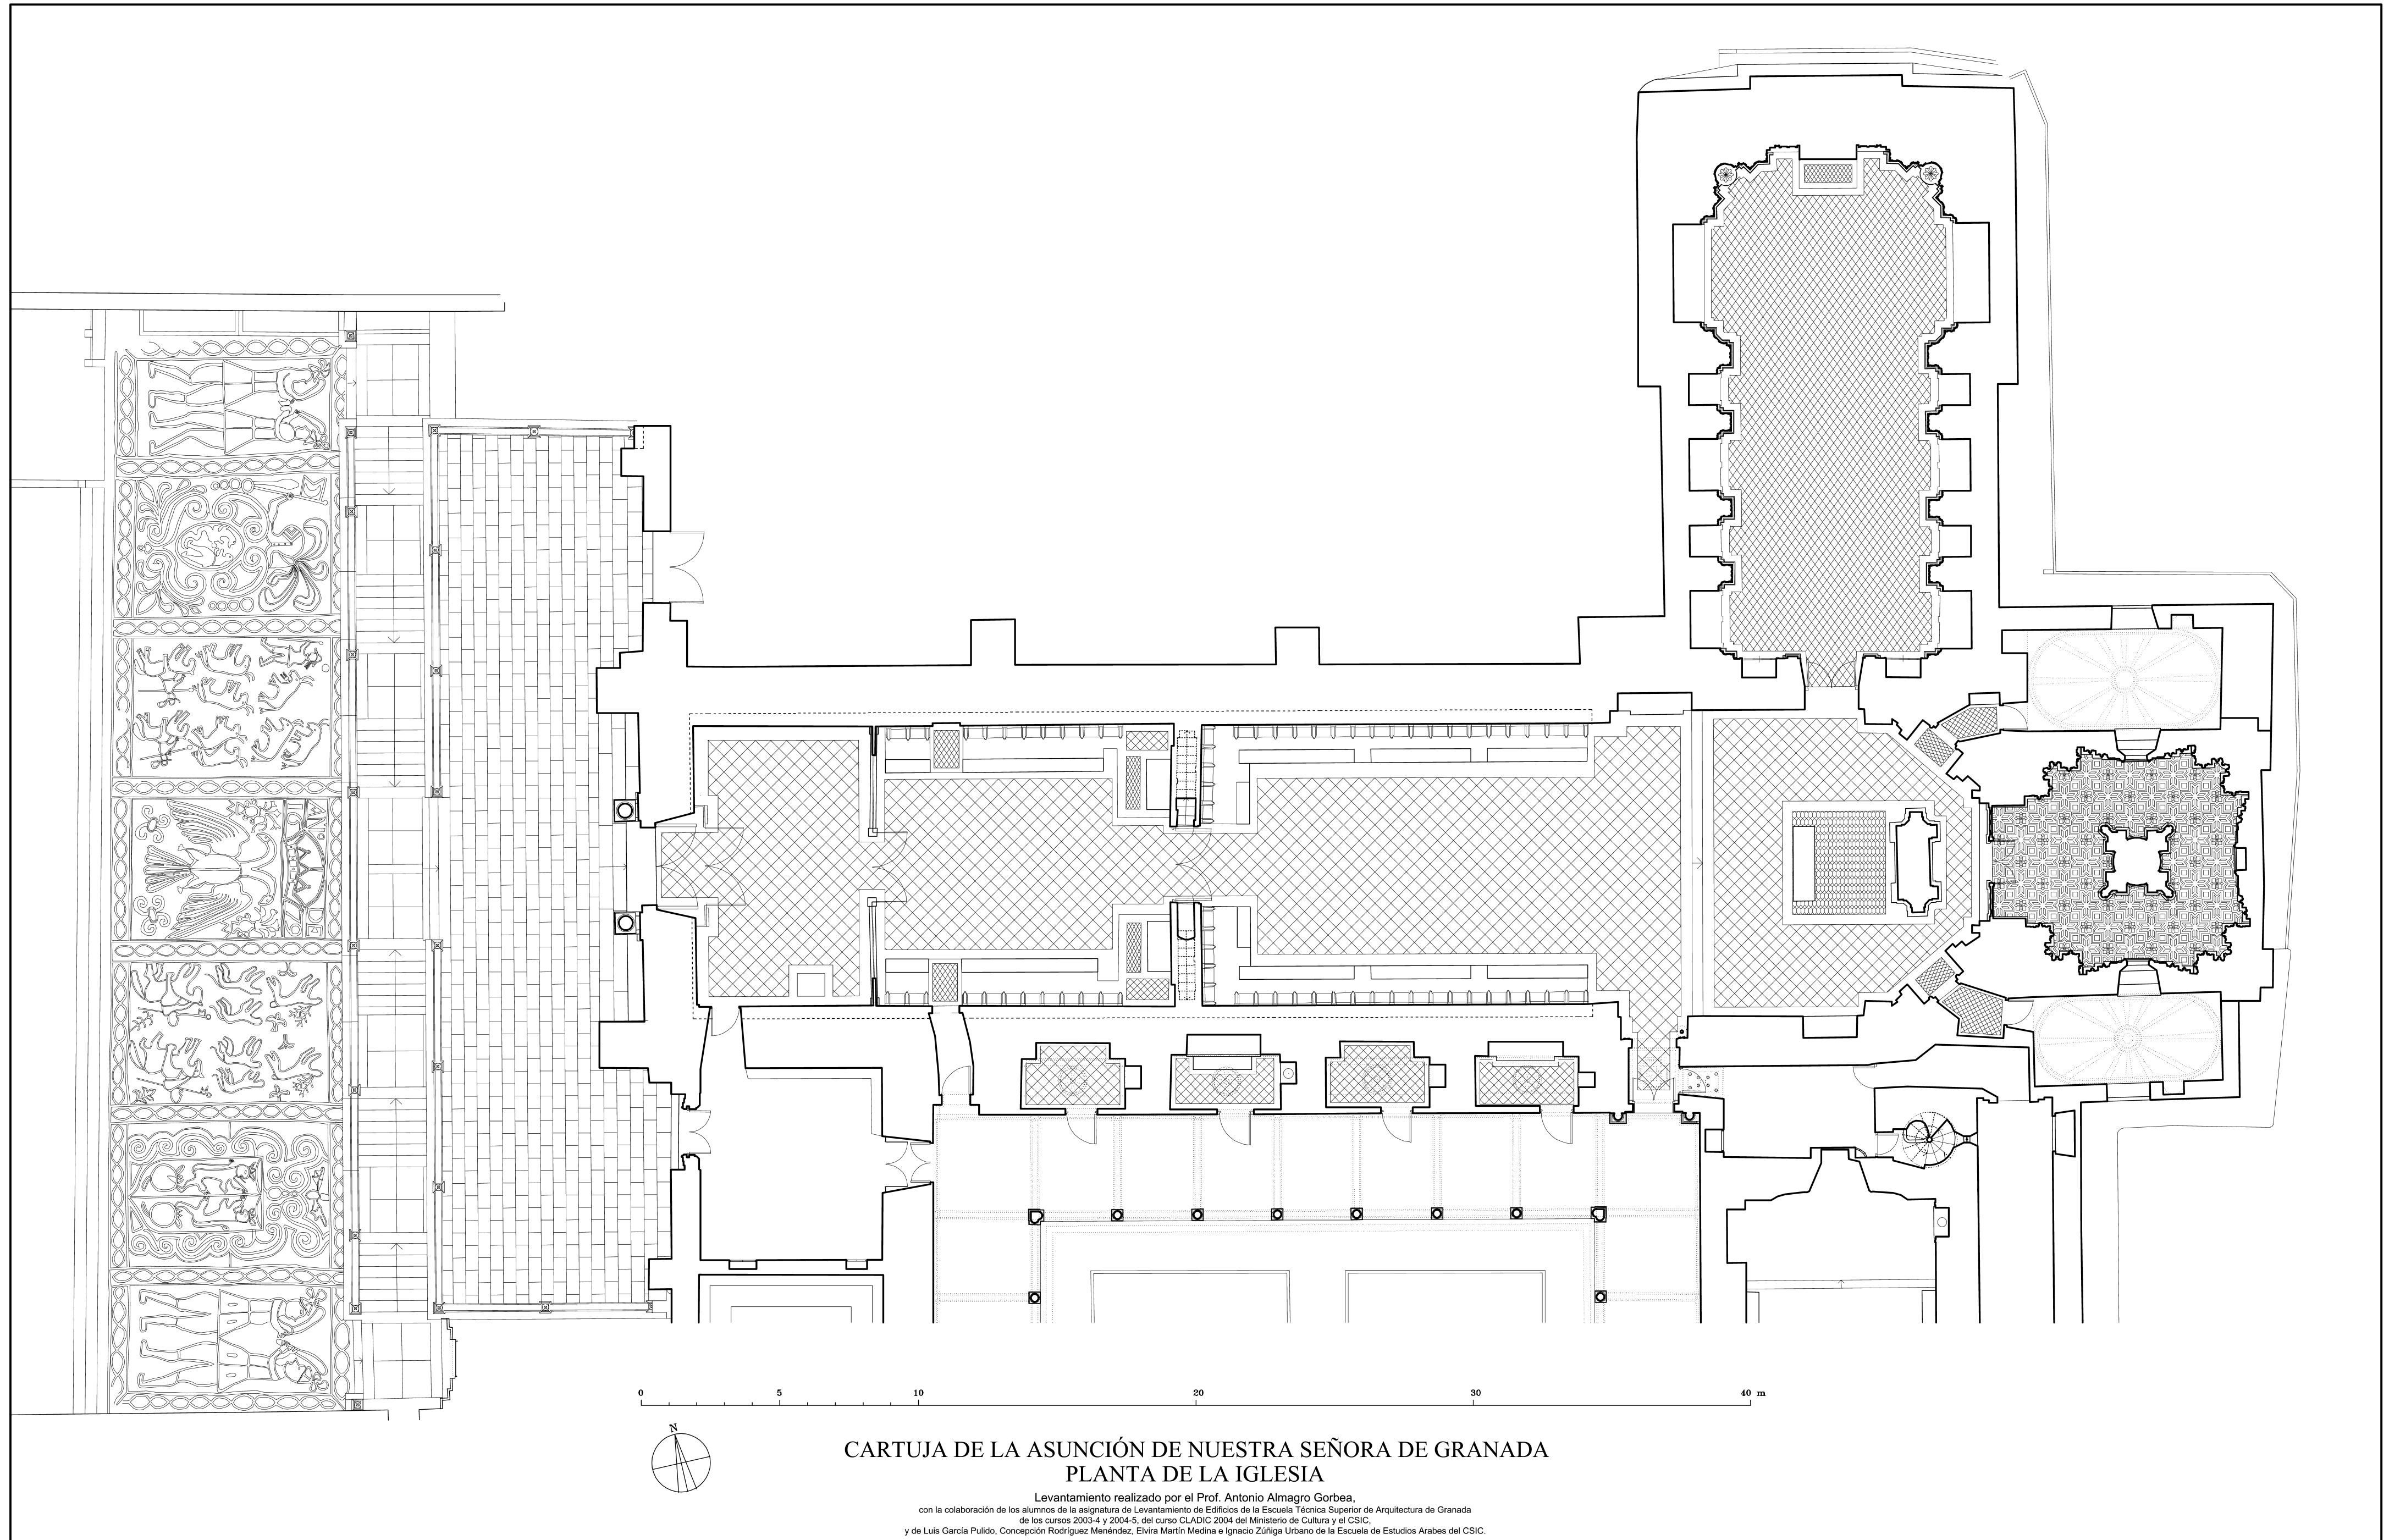 AN. DE
0 5 10 20 30 40 m
N
CARTUJA DE LA ASUNCIÓN DE NUESTRA SEÑORA DE GRANADA
PLANTA DE LA IGLESIA
Levantamiento realizado por el Prof. Antonio Almagro Gorbea,
con la colaboración de los alumnos de la asignatura de Levantamiento de Edificios de la Escuela Técnica Superior de Arquitectura de Granada
de los cursos 2003-4 y 2004-5, del curso CLADIC 2004 del Ministerio de Cultura y el CSIC,
y de Luis García Pulido, Concepción Rodríguez Menéndez, Elvira Martín Medina e Ignacio Zúñiga Urbano de la Escuela de Estudios Arabes del CSIC.